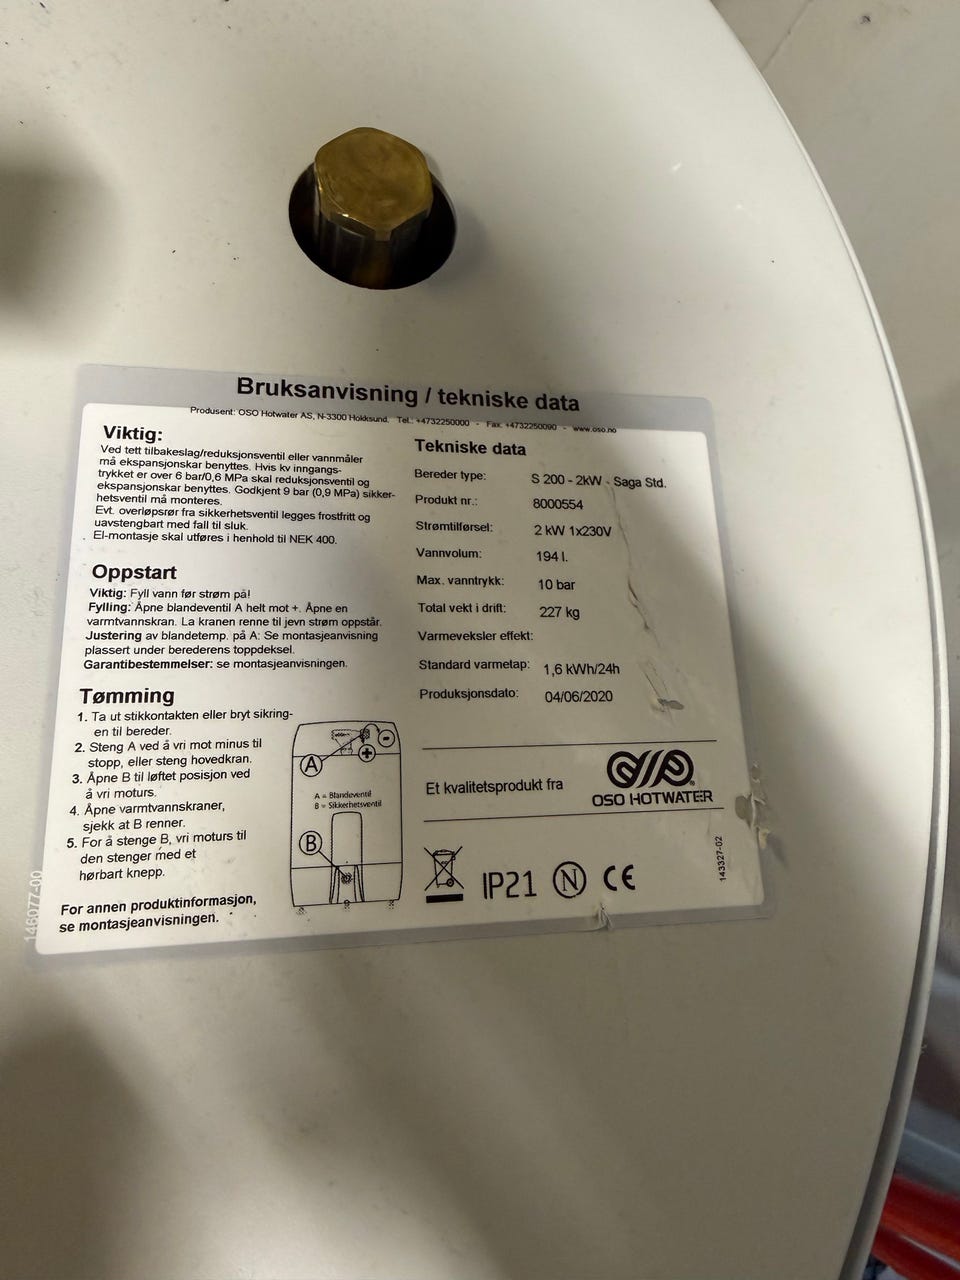 Bruksanvisning / tekniske data
Produsent: OSO Hotwater AS, N-3300 Hokksund. Tel.: +4732250000 - Fax. +4732250090 - www.oso.no
Viktig:
Ved tett tilbakeslag/reduksjonsventil eller vannmåler
må ekspansjonskar benyttes. Hvis kv inngangs-
trykket er over 6 bar/0,6 MPa skal reduksjonsventil og
ekspansjonskar benyttes. Godkjent 9 bar (0,9 MPa) sikker-
hetsventil må monteres.
Evt. overløpsrør fra sikkerhetsventil legges frostfritt og
uavstengbart med fall til sluk.
El-montasje skal utføres i henhold til NEK 400.
Oppstart
Viktig: Fyll vann før strøm på!
Fylling: Åpne blandeventil A helt mot +. Åpne en
varmtvannskran. La kranen renne til jevn strøm oppstår.
Justering av blandetemp. på A: Se montasjeanvisning
plassert under berederens toppdeksel.
Garantibestemmelser: se montasjeanvisningen.
Tømming
1. Ta ut stikkontakten eller bryt sikring-
en til bereder.
2. Steng A ved å vri mot minus til
stopp, eller steng hovedkran.
3. Åpne B til løftet posisjon ved
å vri moturs.
4. Åpne varmtvannskraner,
sjekk at B renner.
5. For å stenge B, vri moturs til
den stenger med et
hørbart knepp.
For annen produktinformasjon,
se montasjeanvisningen.
146077-00
A
-
+
A = Blandeventil
B = Sikkerhetsventil
B
Tekniske data
Bereder type: S 200 - 2kW - Saga Std.
Produkt nr.: 8000554
Strømtilførsel: 2 kW 1x230V
Vannvolum: 194 l.
Max. vanntrykk: 10 bar
Total vekt i drift: 227 kg
Varmeveksler effekt:
Standard varmetap: 1,6 kWh/24h
Produksjonsdato: 04/06/2020
Et kvalitetsprodukt fra
OSO HOTWATER
®
IP21 N CE
143327-02